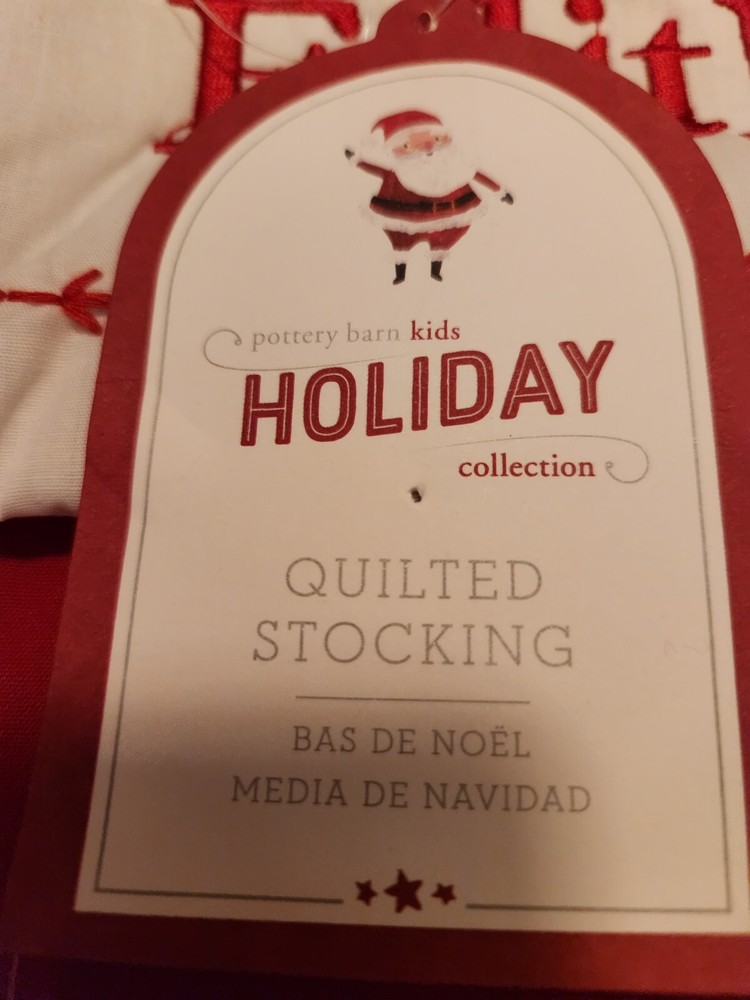 pottery barn kids
HOLIDAY
collection
QUILTED
STOCKING
BAS DE NOËL
MEDIA DE NAVIDAD